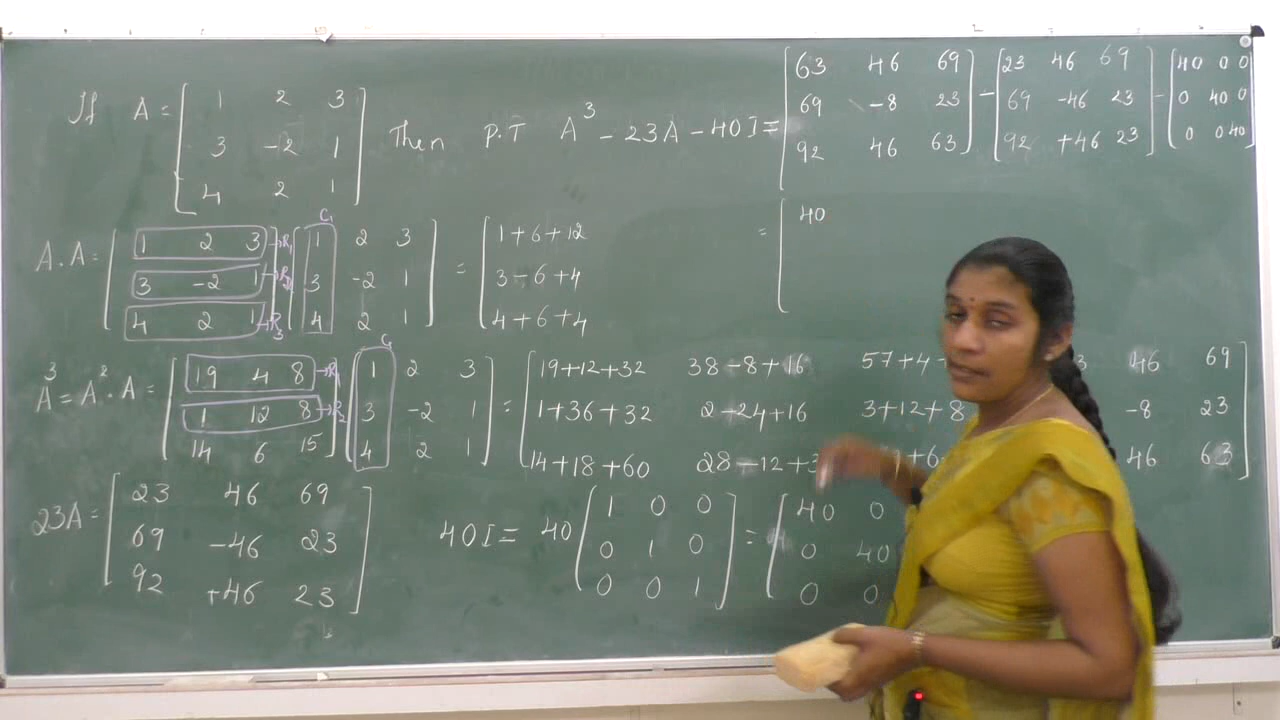 If A = [ 1 2 3 Then P.T A³ - 23A - 40I = [ 63 46 69 ] - [ 23 46 69 ] - [ 40 0 0
3 -2 1 69 -8 23 69 -46 23 0 40 0
4 2 1 ] 92 46 63 92 +46 23 0 0 40 ]
= [ 40
C₁
A.A = [ 1 2 3 →R₁ ] [ 1 2 3 ] = [ 1+6+12
3 -2 1 →R₂ 3 -2 1 3-6+4
4 2 1 →R₃ 4 2 1 4+6+4
A³ = A².A = [ 19 4 8 →R₁ ] [ 1 2 3 ] = [ 19+12+32 38-8+16 57+4 46 69 ]
1 12 8 →R₂ 3 -2 1 1+36+32 2-24+16 3+12+8 -8 23
14 6 15 4 2 1 14+18+60 28-12+3 46 63
23A = [ 23 46 69 ] 40I = 40 [ 1 0 0 ] = [ 40 0
69 -46 23 0 1 0 0 40
92 +46 23 0 0 1 0 0